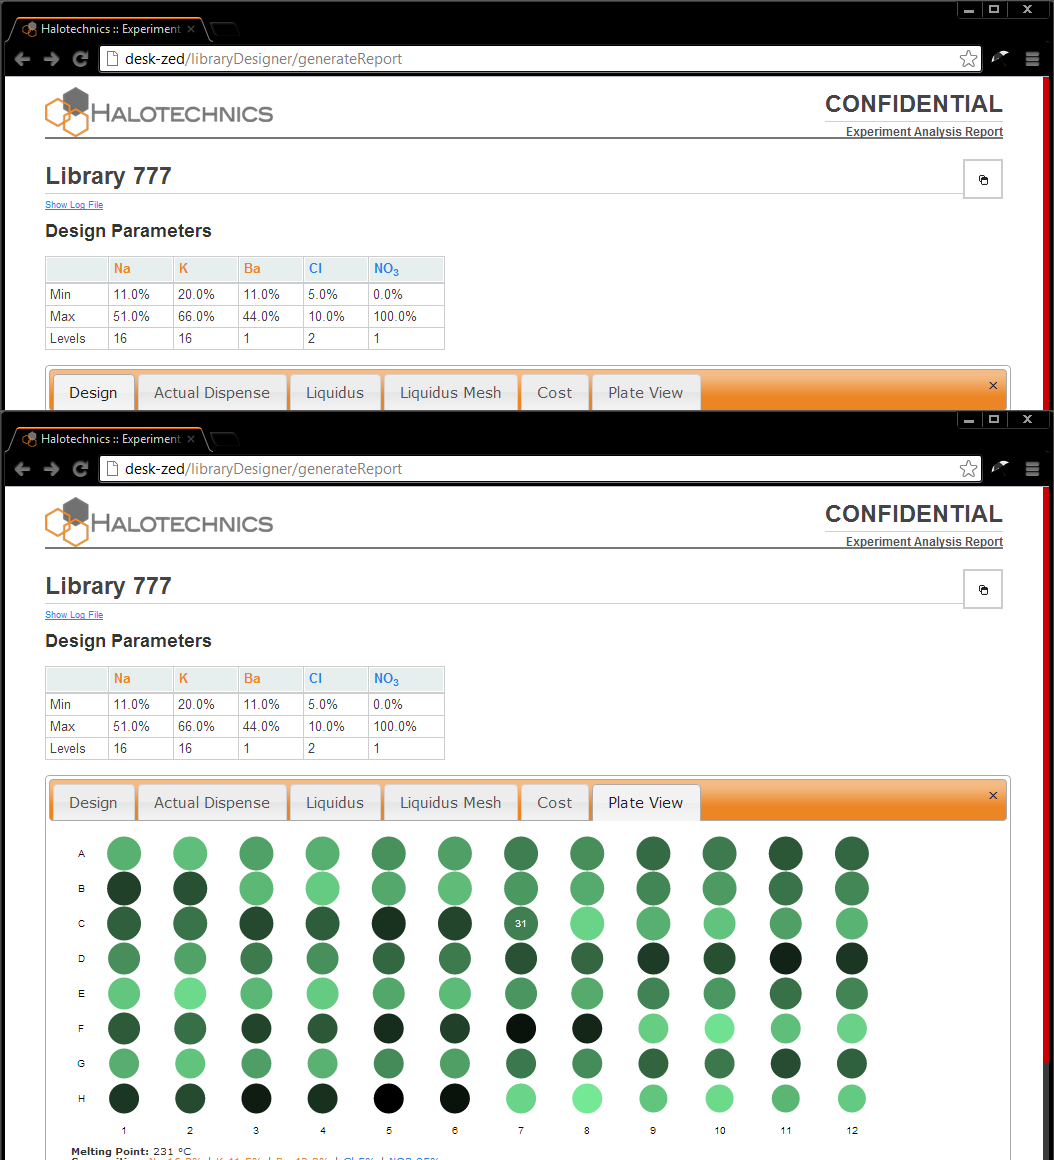 Halotechnics :: Experiment
desk-zed/libraryDesigner/generateReport
HALOTECHNICS
CONFIDENTIAL
Experiment Analysis Report
Library 777
Show Log File
Design Parameters
Na K Ba Cl NO3
Min 11.0% 20.0% 11.0% 5.0% 0.0%
Max 51.0% 66.0% 44.0% 10.0% 100.0%
Levels 16 16 1 2 1
Design Actual Dispense Liquidus Liquidus Mesh Cost Plate View
Halotechnics :: Experiment
desk-zed/libraryDesigner/generateReport
HALOTECHNICS
CONFIDENTIAL
Experiment Analysis Report
Library 777
Show Log File
Design Parameters
Na K Ba Cl NO3
Min 11.0% 20.0% 11.0% 5.0% 0.0%
Max 51.0% 66.0% 44.0% 10.0% 100.0%
Levels 16 16 1 2 1
Design Actual Dispense Liquidus Liquidus Mesh Cost Plate View
A
B
C 31
D
E
F
G
H
1 2 3 4 5 6 7 8 9 10 11 12
Melting Point: 231 °C